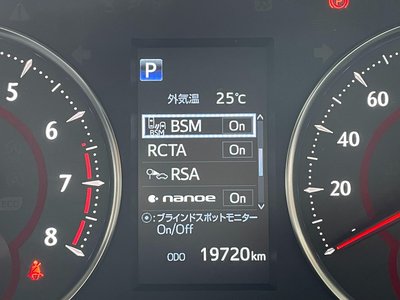 P
外気温 25℃
BSM BSM On
RCTA On
RSA
nanoe On
:ブラインドスポットモニター
On/Off
ODO 19720km
5
6
7
8
60
40
20